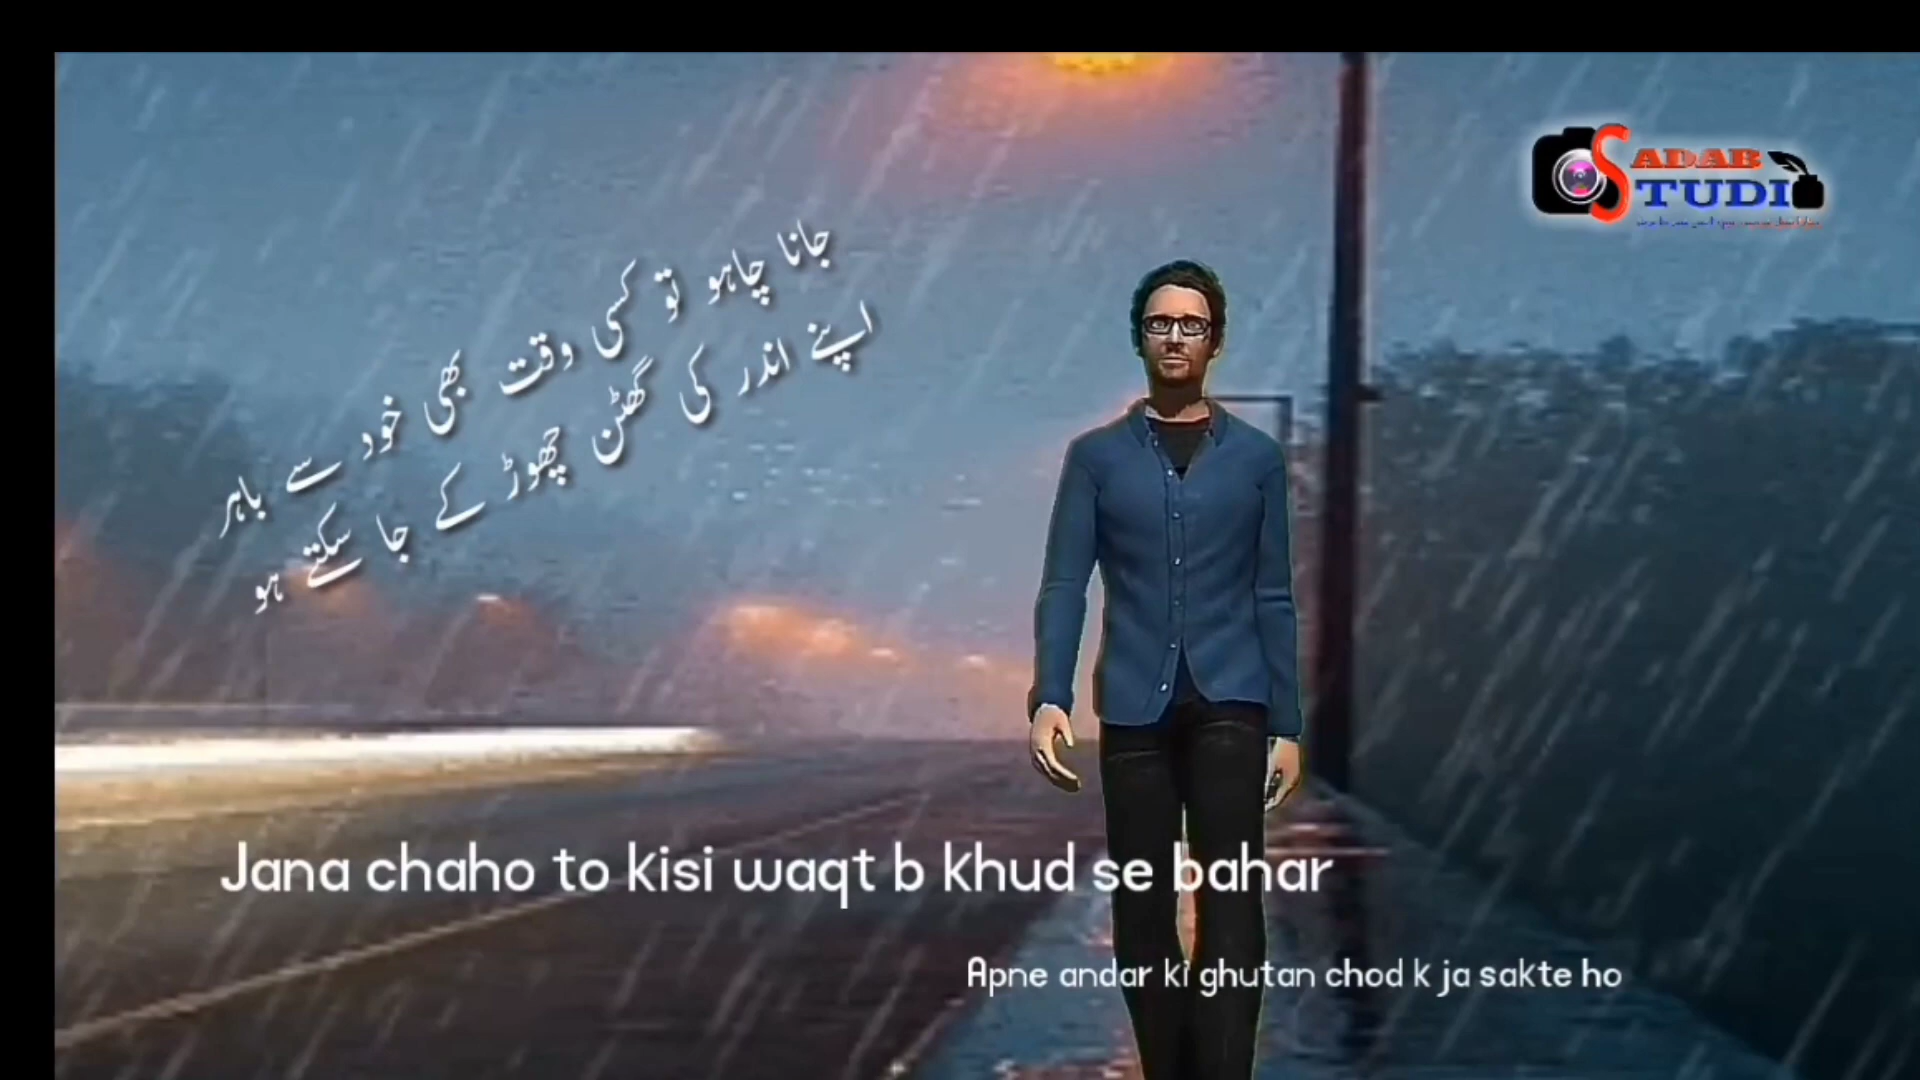 SADAB
STUDIO
جانا چاہو تو کسی وقت بھی خود سے باہر
اپنے اندر کی گھٹن چھوڑ کے جا سکتے ہو
Jana chaho to kisi waqt b khud se bahar
Apne andar ki ghutan chod k ja sakte ho